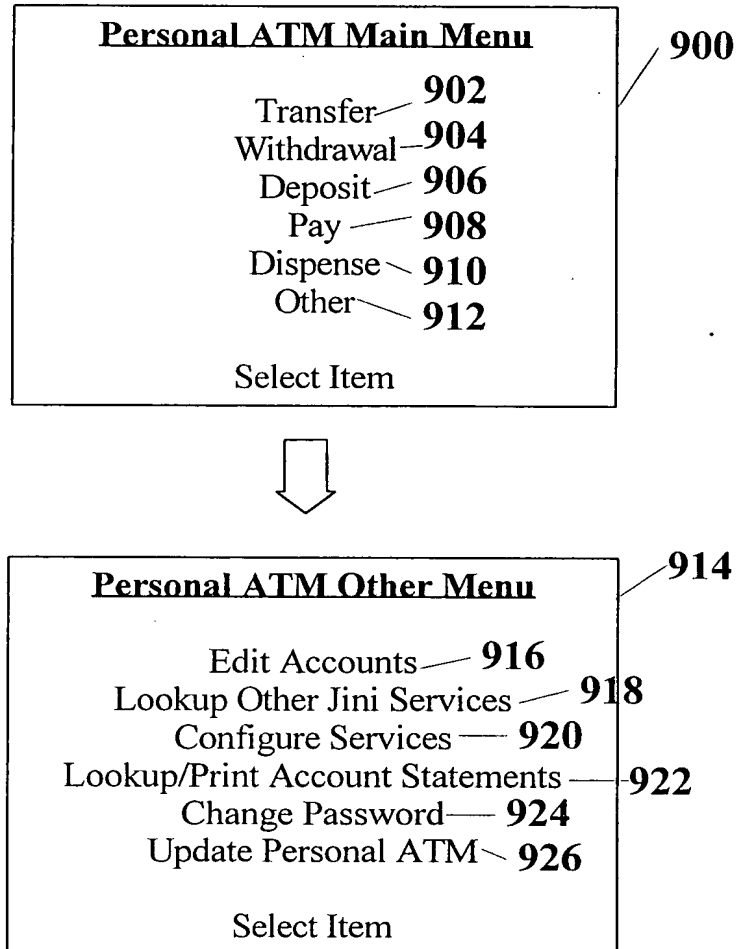 Personal ATM Main Menu
900
Transfer 902
Withdrawal 904
Deposit 906
Pay 908
Dispense 910
Other 912
Select Item
Personal ATM Other Menu
914
Edit Accounts 916
Lookup Other Jini Services 918
Configure Services 920
Lookup/Print Account Statements 922
Change Password 924
Update Personal ATM 926
Select Item